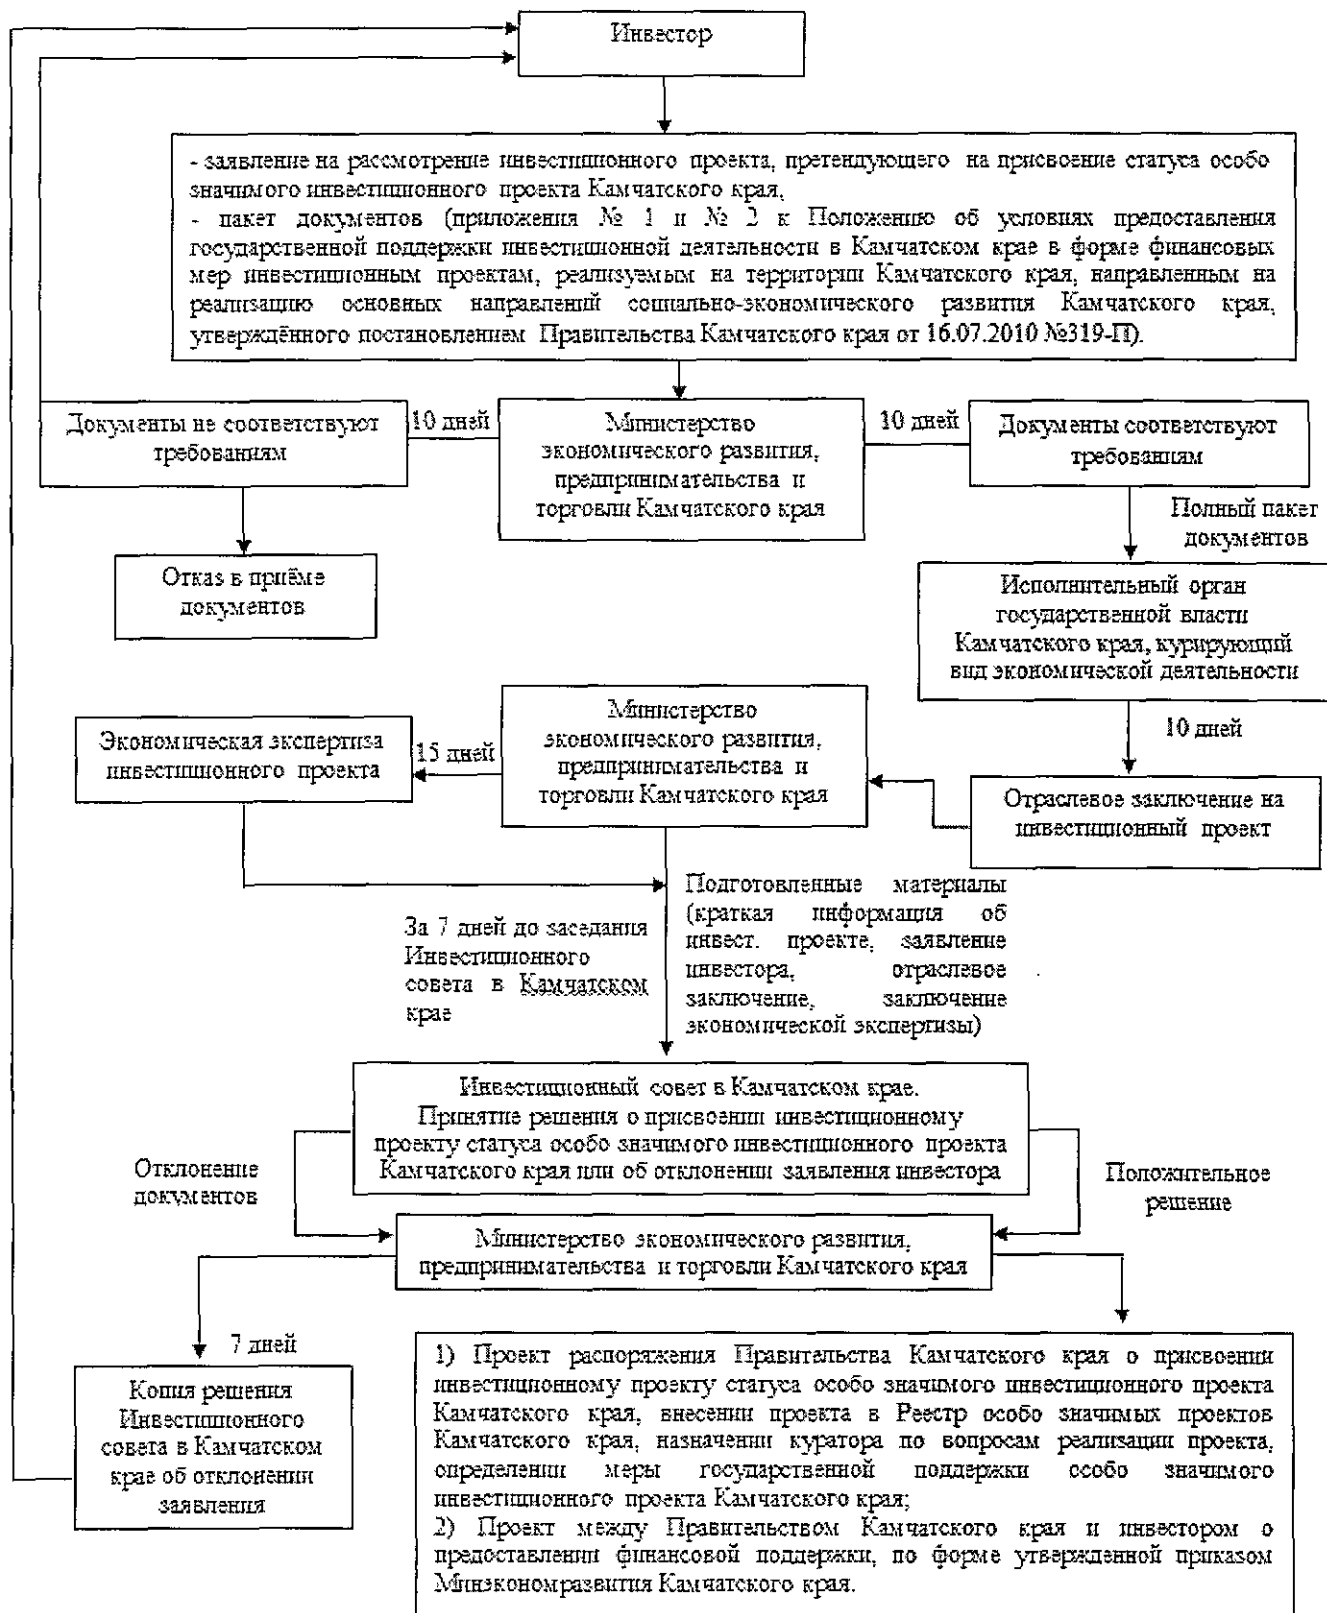 Инвестор
- заявление на рассмотрение инвестиционного проекта, претендующего на присвоение статуса особо
значимого инвестиционного проекта Камчатского края,
- пакет документов (приложения № 1 и № 2 к Положению об условиях предоставления
государственной поддержки инвестиционной деятельности в Камчатском крае в форме финансовых
мер инвестиционным проектам, реализуемым на территории Камчатского края, направленным на
реализацию основных направлений социально-экономического развития Камчатского края,
утверждённого постановлением Правительства Камчатского края от 16.07.2010 №319-П).
Документы не соответствуют
требованиям
10 дней
Министерство
экономического развития,
предпринимательства и
торговли Камчатского края
10 дней
Документы соответствуют
требованиям
Полный пакет
документов
Отказ в приёме
документов
Исполнительный орган
государственной власти
Камчатского края, курирующий
вид экономической деятельности
10 дней
Экономическая экспертиза
инвестиционного проекта
15 дней
Министерство
экономического развития,
предпринимательства и
торговли Камчатского края
Отраслевое заключение на
инвестиционный проект
За 7 дней до заседания
Инвестиционного
совета в Камчатском
крае
Подготовленные материалы
(краткая информация об
инвест. проекте, заявление
инвестора, отраслевое
заключение, заключение
экономической экспертизы)
Инвестиционный совет в Камчатском крае.
Принятие решения о присвоении инвестиционному
проекту статуса особо значимого инвестиционного проекта
Камчатского края или об отклонении заявления инвестора
Отклонение
документов
Положительное
решение
Министерство экономического развития,
предпринимательства и торговли Камчатского края
7 дней
Копия решения
Инвестиционного
совета в Камчатском
крае об отклонении
заявления
1) Проект распоряжения Правительства Камчатского края о присвоении
инвестиционному проекту статуса особо значимого инвестиционного проекта
Камчатского края, внесении проекта в Реестр особо значимых проектов
Камчатского края, назначении куратора по вопросам реализации проекта,
определении меры государственной поддержки особо значимого
инвестиционного проекта Камчатского края;
2) Проект между Правительством Камчатского края и инвестором о
предоставлении финансовой поддержки, по форме утвержденной приказом
Минэкономразвития Камчатского края.